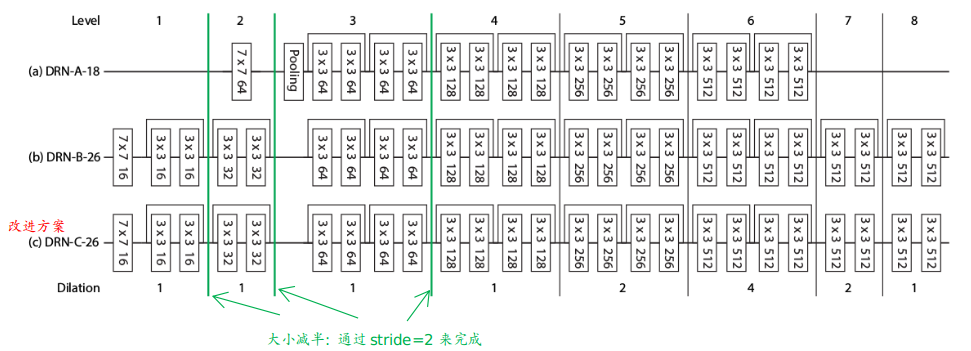 Level 1 2 3 4 5 6 7 8
(a) DRN-A-18 7 x 7 64 Pooling 3 x 3 64 3 x 3 64 3 x 3 64 3 x 3 64 3 x 3 128 3 x 3 128 3 x 3 128 3 x 3 128 3 x 3 256 3 x 3 256 3 x 3 256 3 x 3 256 3 x 3 512 3 x 3 512 3 x 3 512 3 x 3 512
(b) DRN-B-26 7 x 7 16 3 x 3 16 3 x 3 16 3 x 3 32 3 x 3 32 3 x 3 64 3 x 3 64 3 x 3 64 3 x 3 64 3 x 3 128 3 x 3 128 3 x 3 128 3 x 3 128 3 x 3 256 3 x 3 256 3 x 3 256 3 x 3 256 3 x 3 512 3 x 3 512 3 x 3 512 3 x 3 512 3 x 3 512 3 x 3 512 3 x 3 512 3 x 3 512
改进方案
(c) DRN-C-26 7 x 7 16 3 x 3 16 3 x 3 16 3 x 3 32 3 x 3 32 3 x 3 64 3 x 3 64 3 x 3 64 3 x 3 64 3 x 3 128 3 x 3 128 3 x 3 128 3 x 3 128 3 x 3 256 3 x 3 256 3 x 3 256 3 x 3 256 3 x 3 512 3 x 3 512 3 x 3 512 3 x 3 512 3 x 3 512 3 x 3 512 3 x 3 512 3 x 3 512
Dilation 1 1 1 1 2 4 2 1
大小减半: 通过 stride=2 来完成